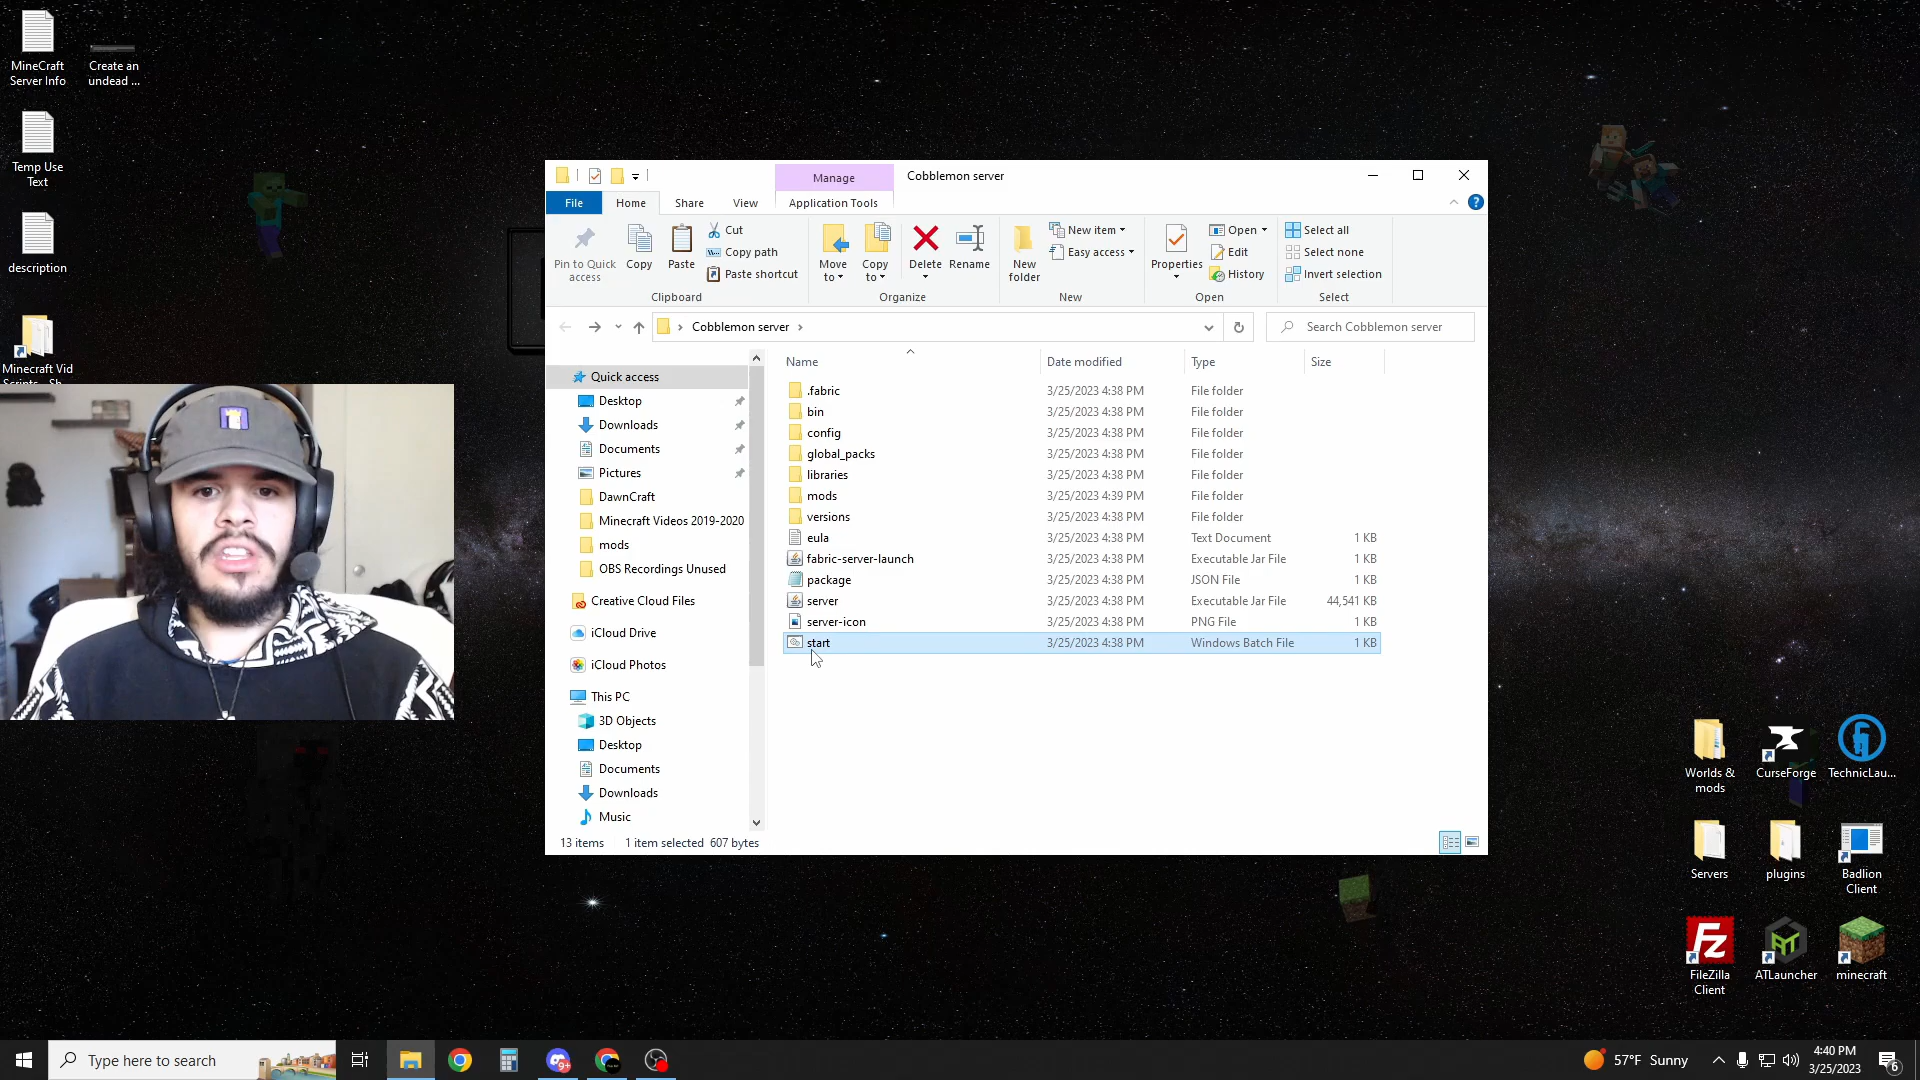 MineCraft
Server Info
Create an
undead ...
Temp Use
Text
description
Minecraft Vid
Manage
Cobblemon server
File
Home
Share
View
Application Tools
Pin to Quick
access
Copy
Paste
Cut
Copy path
Paste shortcut
Clipboard
Move
to
Copy
to
Delete
Rename
Organize
New
folder
New item
Easy access
New
Properties
Open
Edit
History
Open
Select all
Select none
Invert selection
Select
Cobblemon server
Search Cobblemon server
Quick access
Desktop
Downloads
Documents
Pictures
DawnCraft
Minecraft Videos 2019-2020
mods
OBS Recordings Unused
Creative Cloud Files
iCloud Drive
iCloud Photos
This PC
3D Objects
Desktop
Documents
Downloads
Music
Name Date modified Type Size
.fabric 3/25/2023 4:38 PM File folder
bin 3/25/2023 4:38 PM File folder
config 3/25/2023 4:38 PM File folder
global_packs 3/25/2023 4:38 PM File folder
libraries 3/25/2023 4:38 PM File folder
mods 3/25/2023 4:39 PM File folder
versions 3/25/2023 4:38 PM File folder
eula 3/25/2023 4:38 PM Text Document 1 KB
fabric-server-launch 3/25/2023 4:38 PM Executable Jar File 1 KB
package 3/25/2023 4:38 PM JSON File 1 KB
server 3/25/2023 4:38 PM Executable Jar File 44,541 KB
server-icon 3/25/2023 4:38 PM PNG File 1 KB
start 3/25/2023 4:38 PM Windows Batch File 1 KB
13 items 1 item selected 607 bytes
Worlds &
mods
CurseForge
TechnicLau...
Servers
plugins
Badlion
Client
Fz
FileZilla
Client
ATLauncher
minecraft
Type here to search
9+
57°F Sunny
4:40 PM
3/25/2023
6